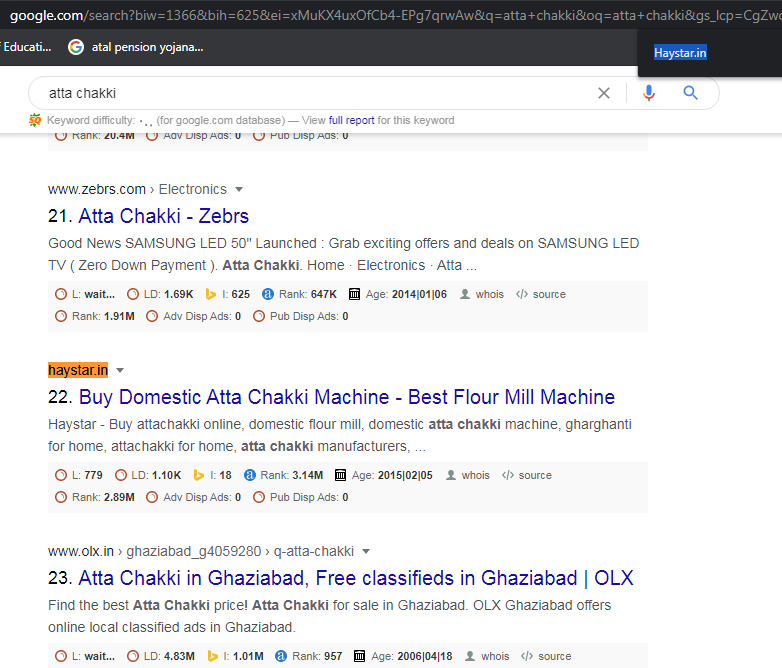 google.com/search?biw=1366&bih=625&ei=xMuKX4uxOfCb4-EPg7qrwAw&q=atta+chakki&oq=atta+chakki&gs_lcp=CgZwc
Educati... atal pension yojana...
Haystar.in
atta chakki
Keyword difficulty: . . . (for google.com database) — View full report for this keyword
Rank: 20.4M Adv Disp Ads: 0 Pub Disp Ads: 0
www.zebrs.com › Electronics
21. Atta Chakki - Zebrs
Good News SAMSUNG LED 50" Launched : Grab exciting offers and deals on SAMSUNG LED
TV ( Zero Down Payment ). Atta Chakki. Home · Electronics · Atta ...
L: wait... LD: 1.69K I: 625 Rank: 647K Age: 2014|01|06 whois </> source
Rank: 1.91M Adv Disp Ads: 0 Pub Disp Ads: 0
haystar.in
22. Buy Domestic Atta Chakki Machine - Best Flour Mill Machine
Haystar - Buy attachakki online, domestic flour mill, domestic atta chakki machine, gharghanti
for home, attachakki for home, atta chakki manufacturers, ...
L: 779 LD: 1.10K I: 18 Rank: 3.14M Age: 2015|02|05 whois </> source
Rank: 2.89M Adv Disp Ads: 0 Pub Disp Ads: 0
www.olx.in › ghaziabad_g4059280 › q-atta-chakki
23. Atta Chakki in Ghaziabad, Free classifieds in Ghaziabad | OLX
Find the best Atta Chakki price! Atta Chakki for sale in Ghaziabad. OLX Ghaziabad offers
online local classified ads in Ghaziabad.
L: wait... LD: 4.83M I: 1.01M Rank: 957 Age: 2006|04|18 whois </> source